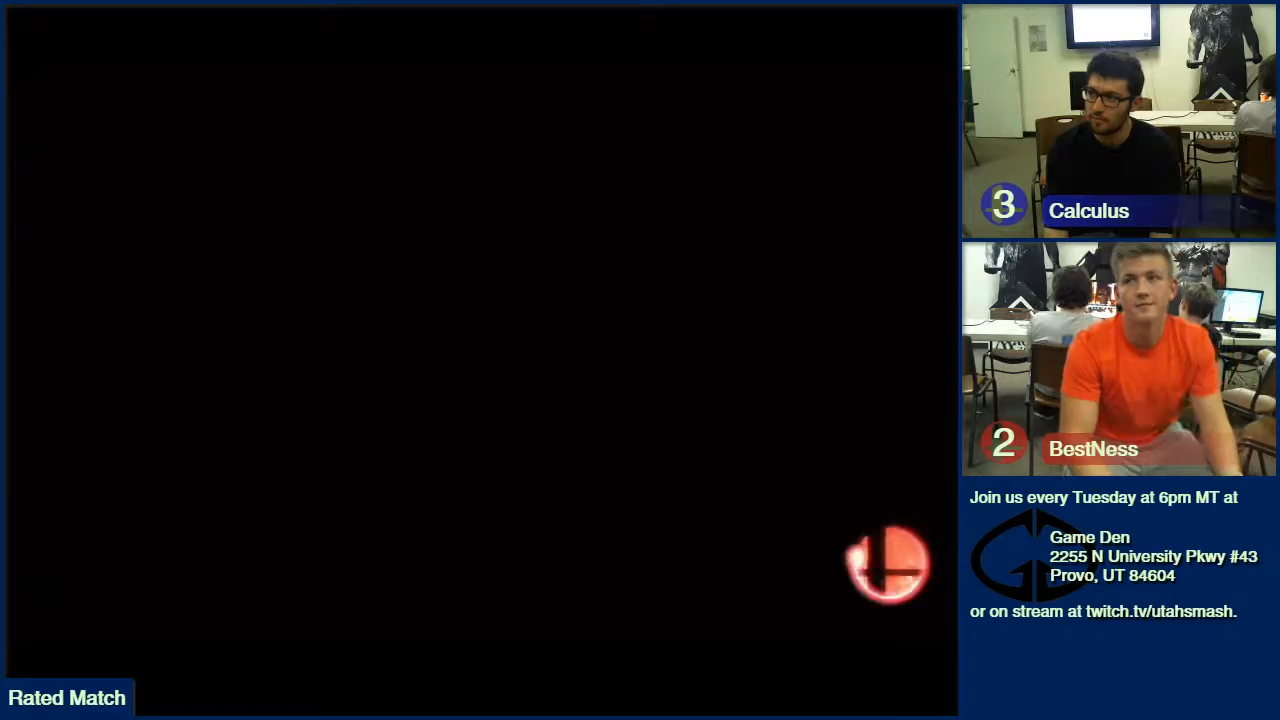 3
Calculus
2
BestNess
Join us every Tuesday at 6pm MT at
Game Den
2255 N University Pkwy #43
Provo, UT 84604
or on stream at twitch.tv/utahsmash.
Rated Match